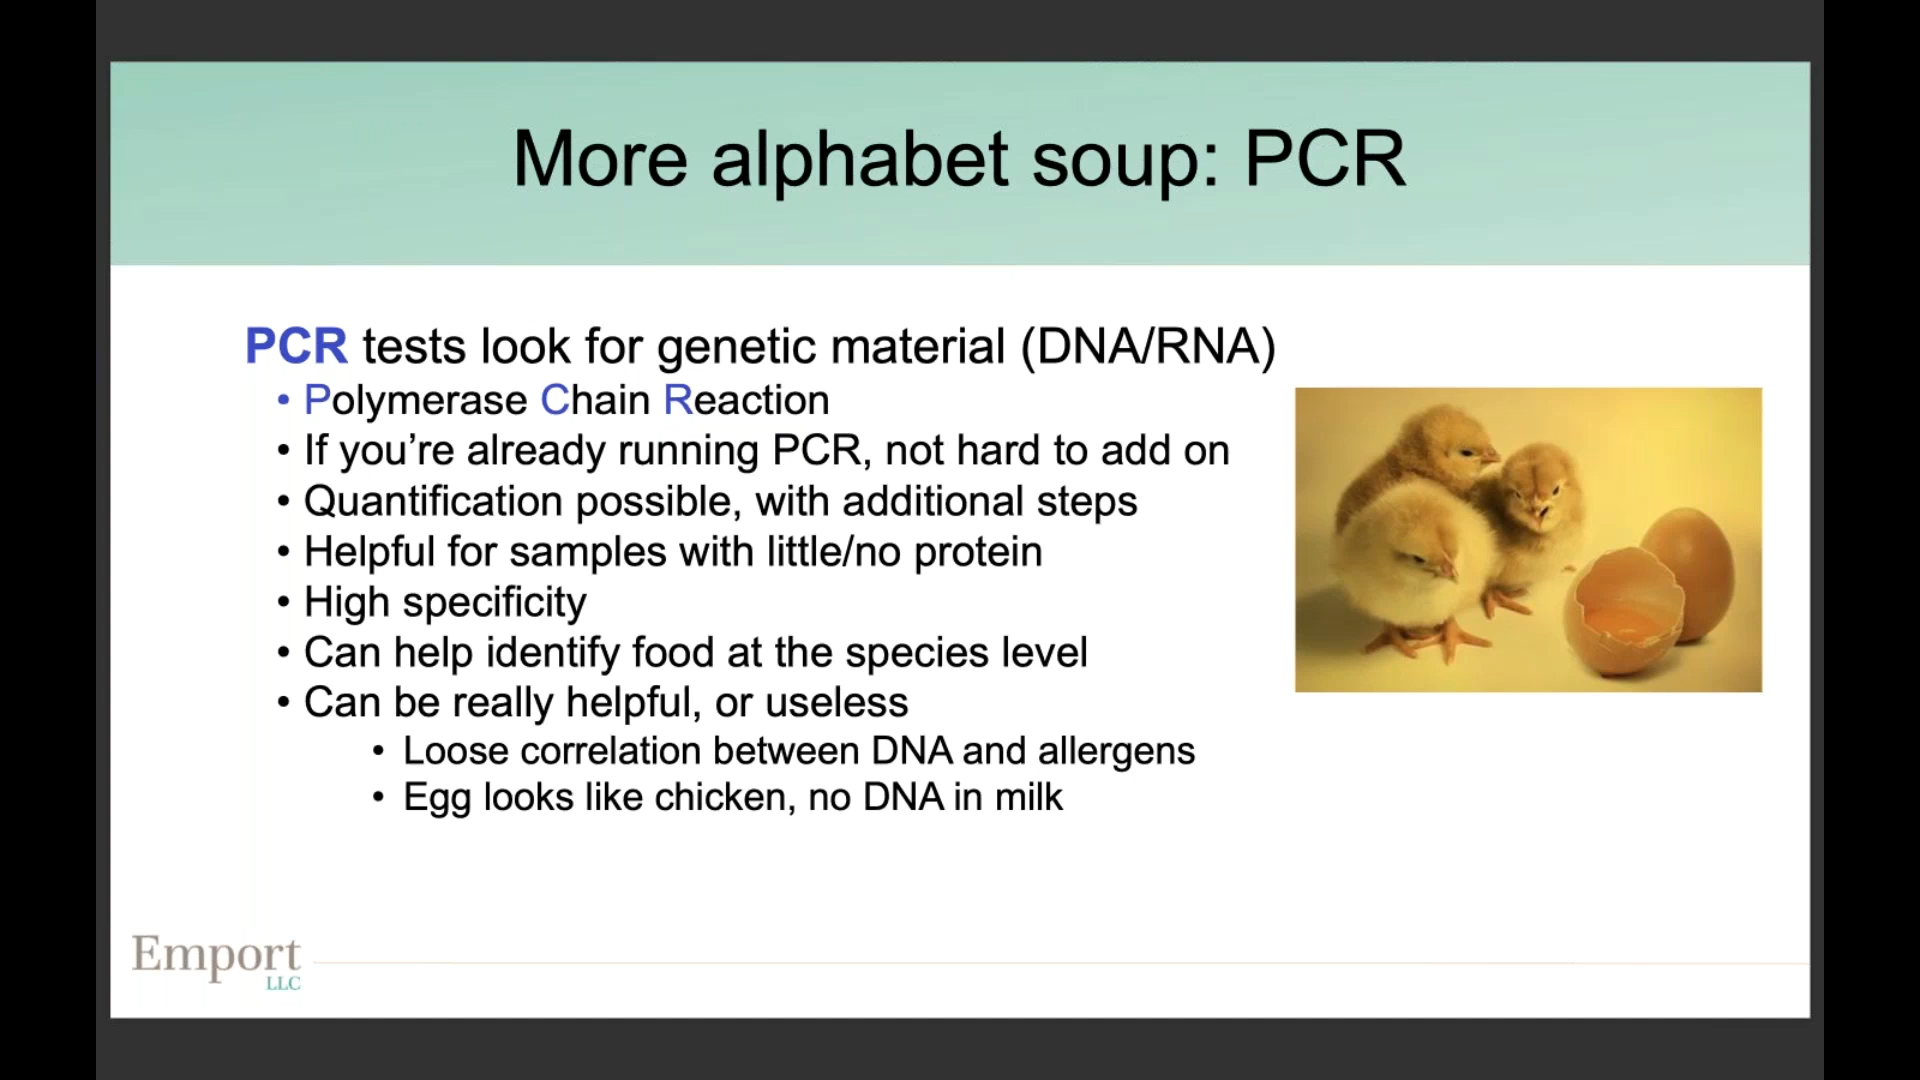 More alphabet soup: PCR
PCR tests look for genetic material (DNA/RNA)
• Polymerase Chain Reaction
• If you’re already running PCR, not hard to add on
• Quantification possible, with additional steps
• Helpful for samples with little/no protein
• High specificity
• Can help identify food at the species level
• Can be really helpful, or useless
• Loose correlation between DNA and allergens
• Egg looks like chicken, no DNA in milk
Emport
LLC